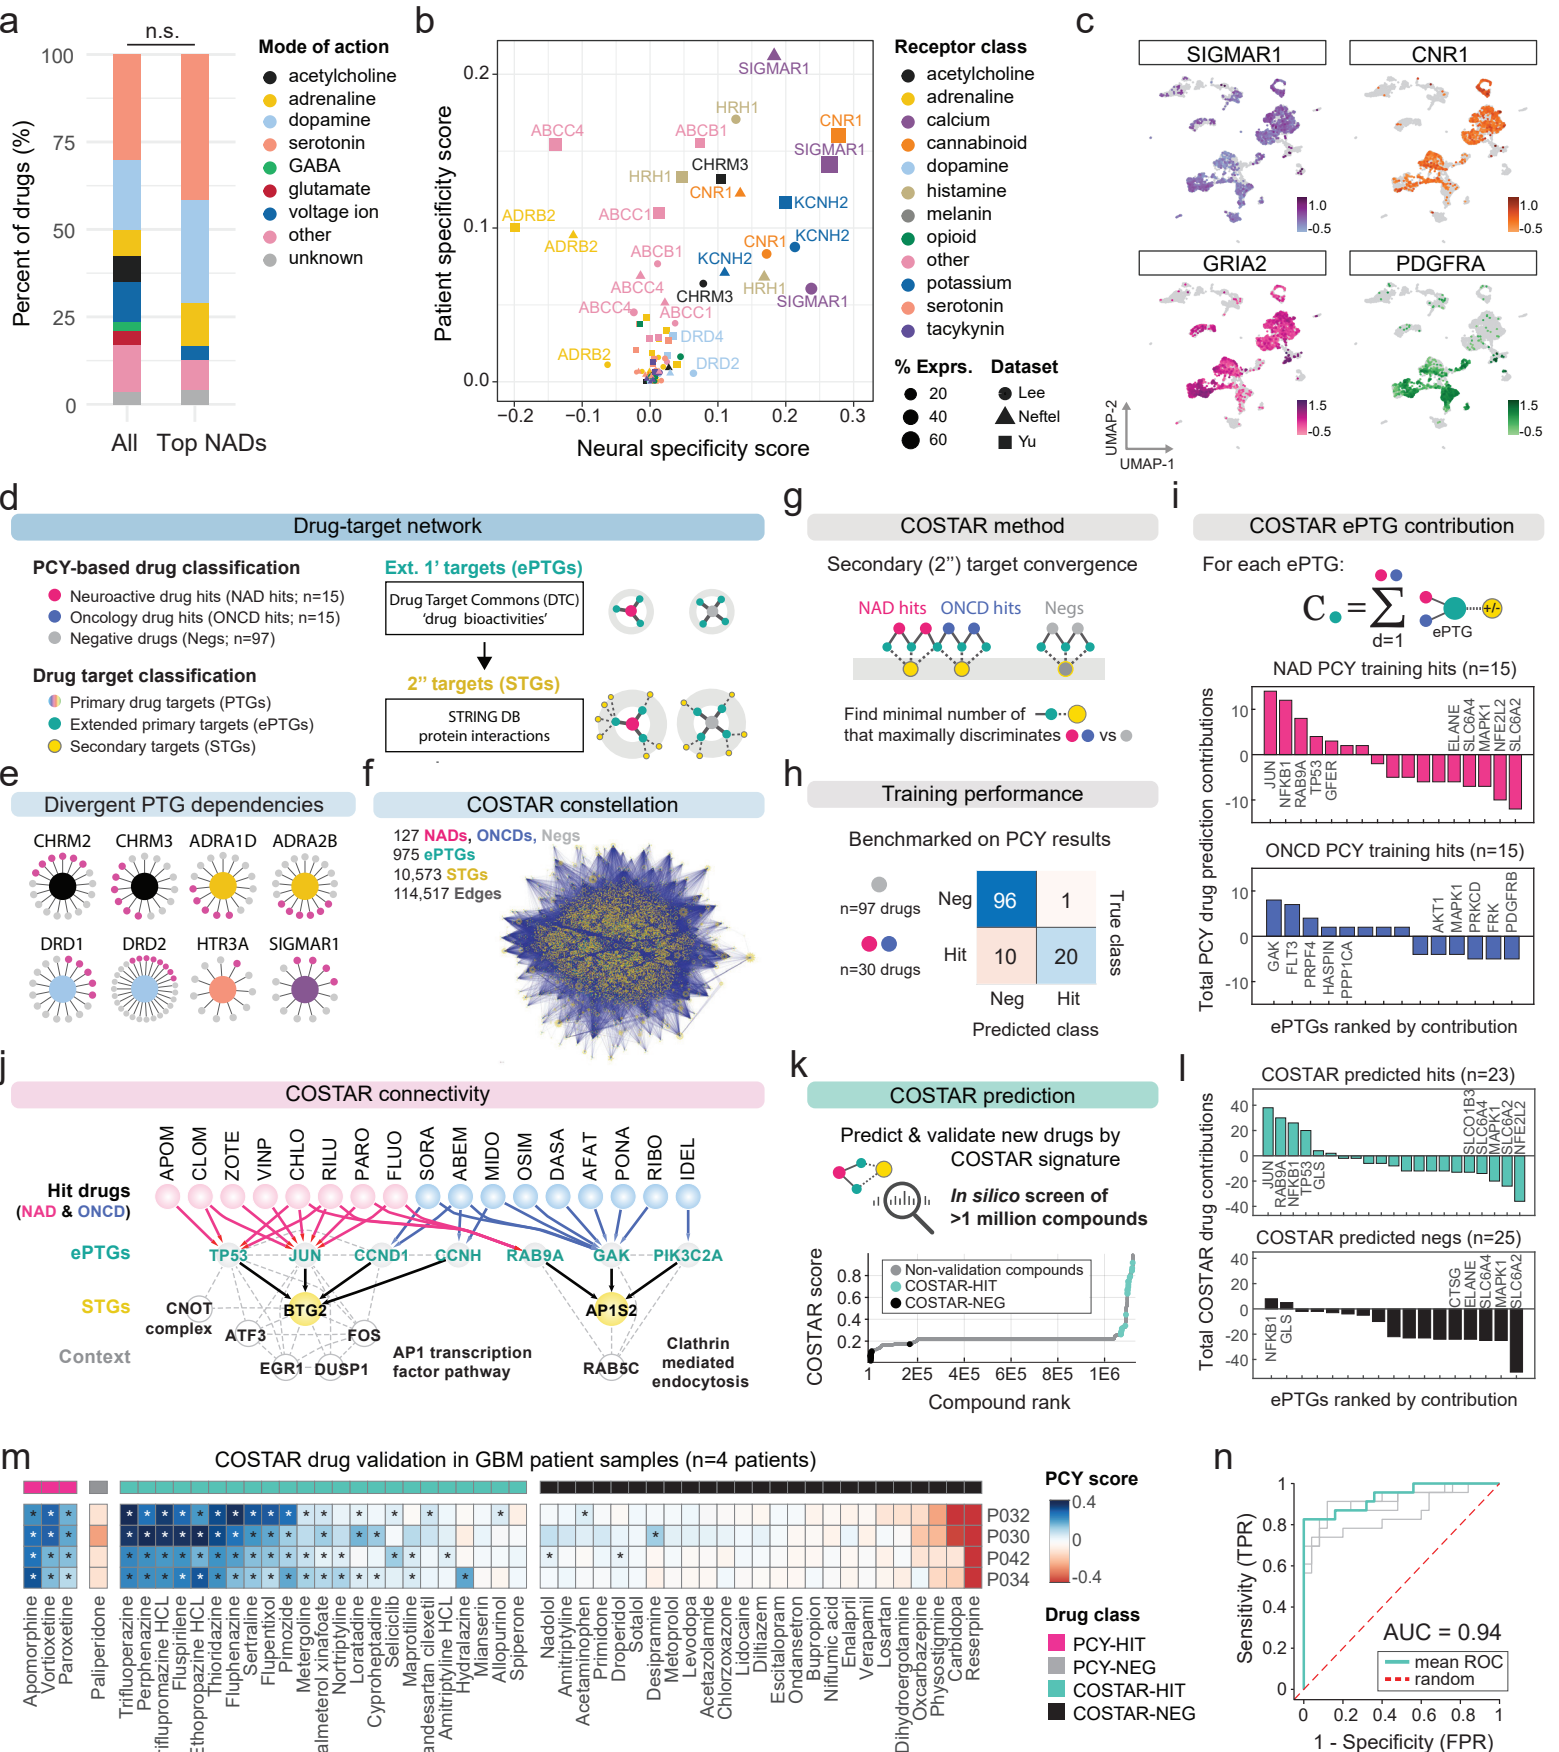 a
n.s.
100
75
50
25
0
Percent of drugs (%)
All
Top NADs
Mode of action
acetylcholine
adrenaline
dopamine
serotonin
GABA
glutamate
voltage ion
other
unknown
b
Patient specificity score
0.2
0.1
0.0
-0.2
-0.1
0.0
0.1
0.2
0.3
Neural specificity score
SIGMAR1
HRH1
CNR1
ABCC4
ABCB1
SIGMAR1
CHRM3
HRH1
CNR1
KCNH2
ABCC1
ADRB2
ADRB2
KCNH2
CNR1
ABCB1
KCNH2
ABCC4
HRH1
CHRM3
SIGMAR1
ABCC4
ABCC1
DRD4
ADRB2
DRD2
Receptor class
acetylcholine
adrenaline
calcium
cannabinoid
dopamine
histamine
melanin
opioid
other
potassium
serotonin
tacykynin
% Exprs.
20
40
60
Dataset
Lee
Neftel
Yu
c
SIGMAR1
1.0
-0.5
CNR1
1.0
-0.5
GRIA2
1.5
-0.5
PDGFRA
1.5
-0.5
UMAP-2
UMAP-1
d
Drug-target network
PCY-based drug classification
Neuroactive drug hits (NAD hits; n=15)
Oncology drug hits (ONCD hits; n=15)
Negative drugs (Negs; n=97)
Drug target classification
Primary drug targets (PTGs)
Extended primary targets (ePTGs)
Secondary targets (STGs)
Ext. 1' targets (ePTGs)
Drug Target Commons (DTC)
'drug bioactivities'
2'' targets (STGs)
STRING DB
protein interactions
e
Divergent PTG dependencies
CHRM2
CHRM3
ADRA1D
ADRA2B
DRD1
DRD2
HTR3A
SIGMAR1
f
COSTAR constellation
127 NADs, ONCDs, Negs
975 ePTGs
10,573 STGs
114,517 Edges
g
COSTAR method
Secondary (2'') target convergence
NAD hits
ONCD hits
Negs
Find minimal number of
that maximally discriminates
vs
h
Training performance
Benchmarked on PCY results
n=97 drugs
n=30 drugs
Neg
Hit
96
1
10
20
Neg
Hit
Predicted class
True class
i
COSTAR ePTG contribution
For each ePTG:
C = Σ
d=1
ePTG
+/-
Total PCY drug prediction contributions
NAD PCY training hits (n=15)
10
0
-10
JUN
NFKB1
RAB9A
TP53
GFER
ELANE
SLC6A4
MAPK1
NFE2L2
SLC6A2
ONCD PCY training hits (n=15)
10
0
-10
GAK
FLT3
PRPF4
HASPIN
PPP1CA
AKT1
MAPK1
PRKCD
FRK
PDGFRB
ePTGs ranked by contribution
j
COSTAR connectivity
Hit drugs
(NAD & ONCD)
APOM
CLOM
ZOTE
VINP
CHLO
RILU
PARO
FLUO
SORA
ABEM
MIDO
OSIM
DASA
AFAT
PONA
RIBO
IDEL
ePTGs
TP53
JUN
CCND1
CCNH
RAB9A
GAK
PIK3C2A
STGs
CNOT
complex
BTG2
AP1S2
ATF3
FOS
Context
EGR1
DUSP1
AP1 transcription
factor pathway
RAB5C
Clathrin
mediated
endocytosis
k
COSTAR prediction
Predict & validate new drugs by
COSTAR signature
In silico screen of
>1 million compounds
COSTAR score
0.8
0.6
0.4
0.2
Non-validation compounds
COSTAR-HIT
COSTAR-NEG
1
2E5
4E5
6E5
8E5
1E6
Compound rank
l
Total COSTAR drug contributions
COSTAR predicted hits (n=23)
40
20
0
-20
-40
JUN
RAB9A
NFKB1
TP53
GLS
SLCO1B3
SLC6A4
MAPK1
SLC6A2
NFE2L2
COSTAR predicted negs (n=25)
40
20
0
-20
-40
NFKB1
GLS
CTSG
ELANE
SLC6A4
MAPK1
SLC6A2
ePTGs ranked by contribution
m
COSTAR drug validation in GBM patient samples (n=4 patients)
P032
P030
P042
P034
Apomorphine
Vortioxetine
Paroxetine
Paliperidone
Trifluoperazine
Perphenazine
riflupromazine HCL
Fluspirilene
Ethopropazine HCL
Thioridazine
Fluphenazine
Sertraline
Flupentixol
Pimozide
Metergoline
almeterol xinafoate
Nortriptyline
Loratadine
Cyproheptadine
Seliciclib
Maprotiline
andesartan cilexetil
Amitriptyline HCL
Hydralazine
Mianserin
Allopurinol
Spiperone
Nadolol
Amitriptyline
Acetaminophen
Primidone
Droperidol
Sotalol
Desipramine
Metoprolol
Levodopa
Acetazolamide
Chlorzoxazone
Lidocaine
Diltiazem
Escitalopram
Ondansetron
Bupropion
Niflumic acid
Enalapril
Verapamil
Losartan
Dihydroergotamine
Oxcarbazepine
Physostigmine
Carbidopa
Reserpine
PCY score
0.4
0
-0.4
Drug class
PCY-HIT
PCY-NEG
COSTAR-HIT
COSTAR-NEG
n
Sensitivity (TPR)
1
0.8
0.6
0.4
0.2
0
AUC = 0.94
mean ROC
random
0
0.2
0.4
0.6
0.8
1
1 - Specificity (FPR)